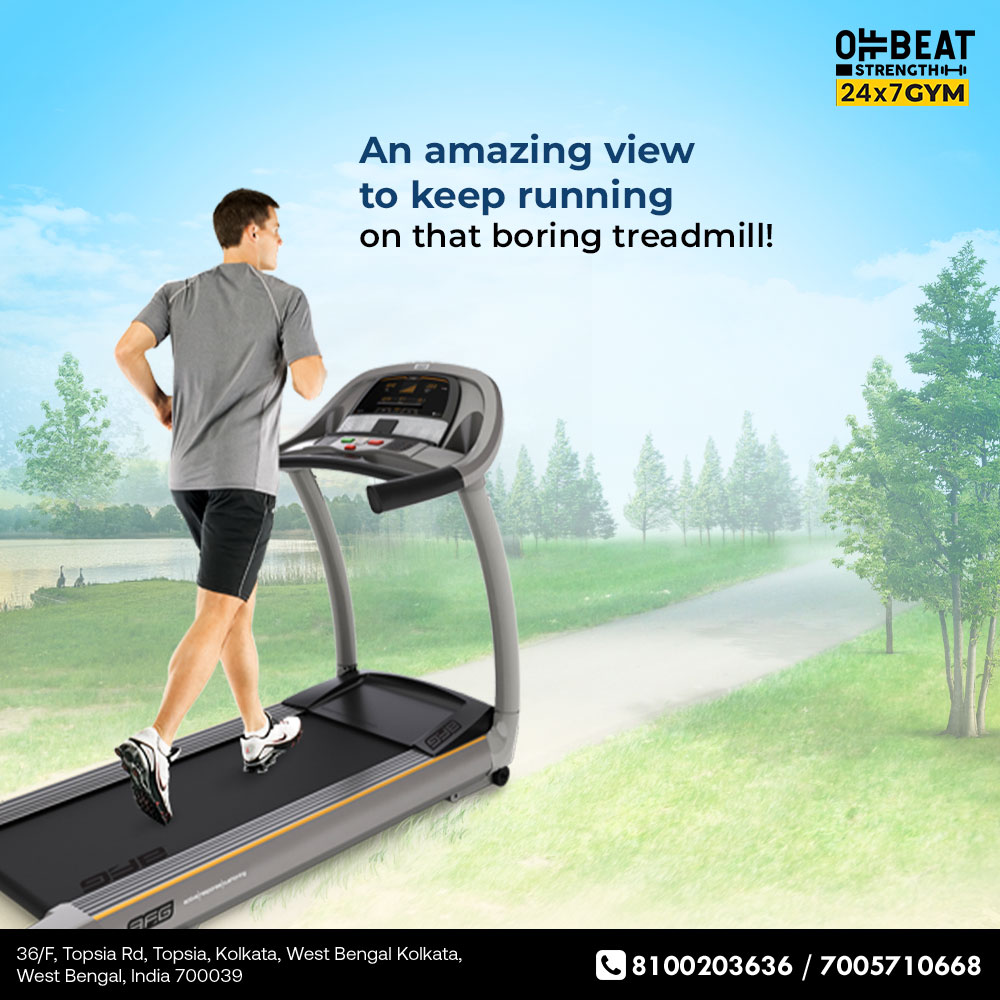 OFFBEAT
STRENGTH
24x7GYM
An amazing view
to keep running
on that boring treadmill!
AFG
36/F, Topsia Rd, Topsia, Kolkata, West Bengal Kolkata,
West Bengal, India 700039
8100203636 / 7005710668